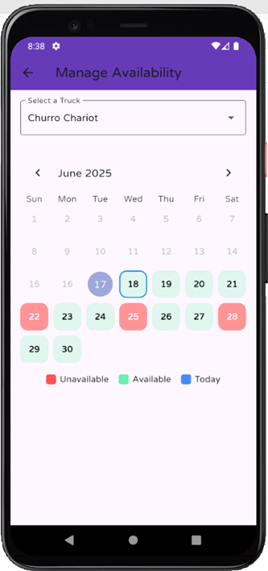 8:38
Manage Availability
Select a Truck
Churro Chariot
June 2025
Sun Mon Tue Wed Thu Fri Sat
1 2 3 4 5 6 7
8 9 10 11 12 13 14
15 16 17 18 19 20 21
22 23 24 25 26 27 28
29 30
Unavailable Available Today